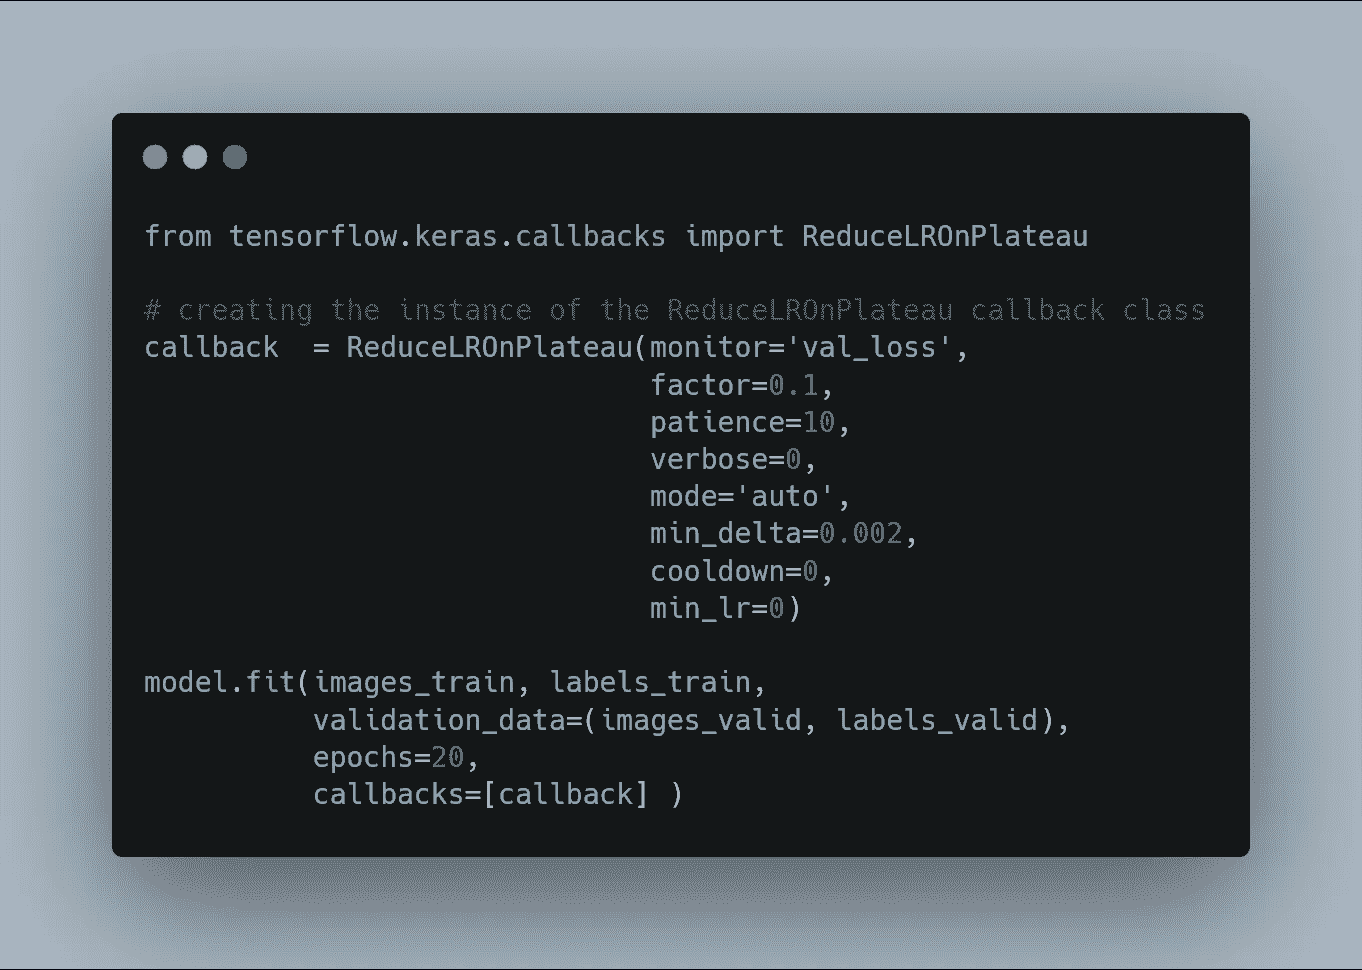 from tensorflow.keras.callbacks import ReduceLROnPlateau
# creating the instance of the ReduceLROnPlateau callback class
callback  = ReduceLROnPlateau(monitor='val_loss',
                              factor=0.1,
                              patience=10,
                              verbose=0,
                              mode='auto',
                              min_delta=0.002,
                              cooldown=0,
                              min_lr=0)
model.fit(images_train, labels_train,
          validation_data=(images_valid, labels_valid),
          epochs=20,
          callbacks=[callback] )